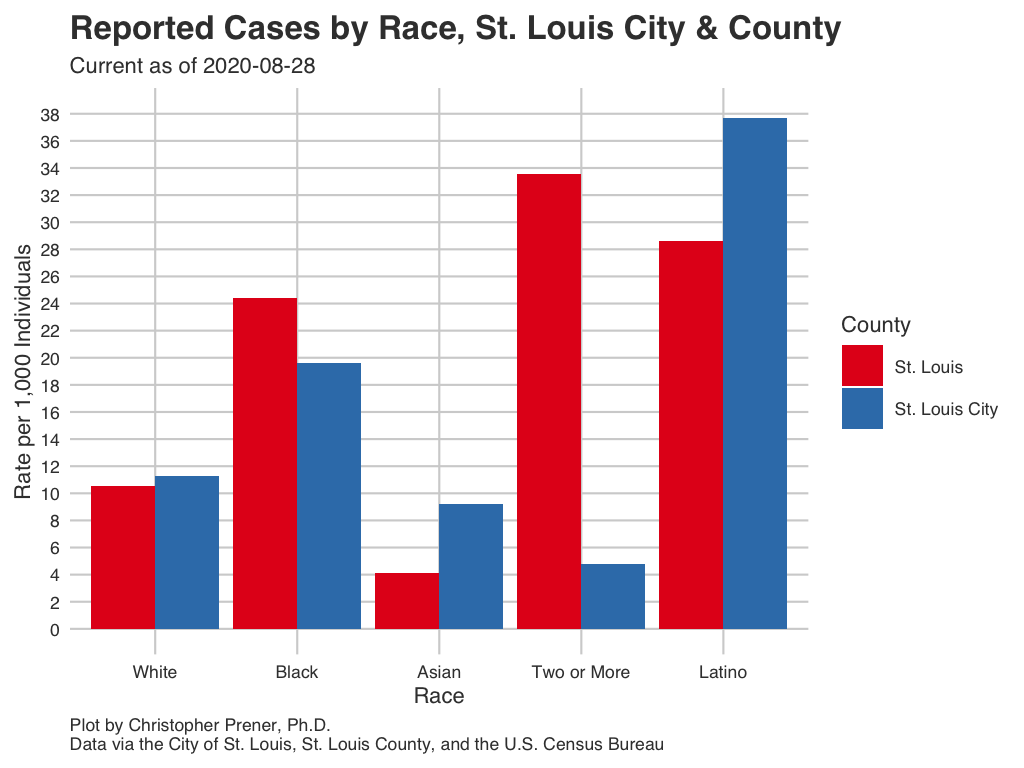 Reported Cases by Race, St. Louis City & County
Current as of 2020-08-28
Rate per 1,000 Individuals
38
36
34
32
30
28
26
24
22
20
18
16
14
12
10
8
6
4
2
0
White
Black
Asian
Two or More
Latino
Race
County
St. Louis
St. Louis City
Plot by Christopher Prener, Ph.D.
Data via the City of St. Louis, St. Louis County, and the U.S. Census Bureau